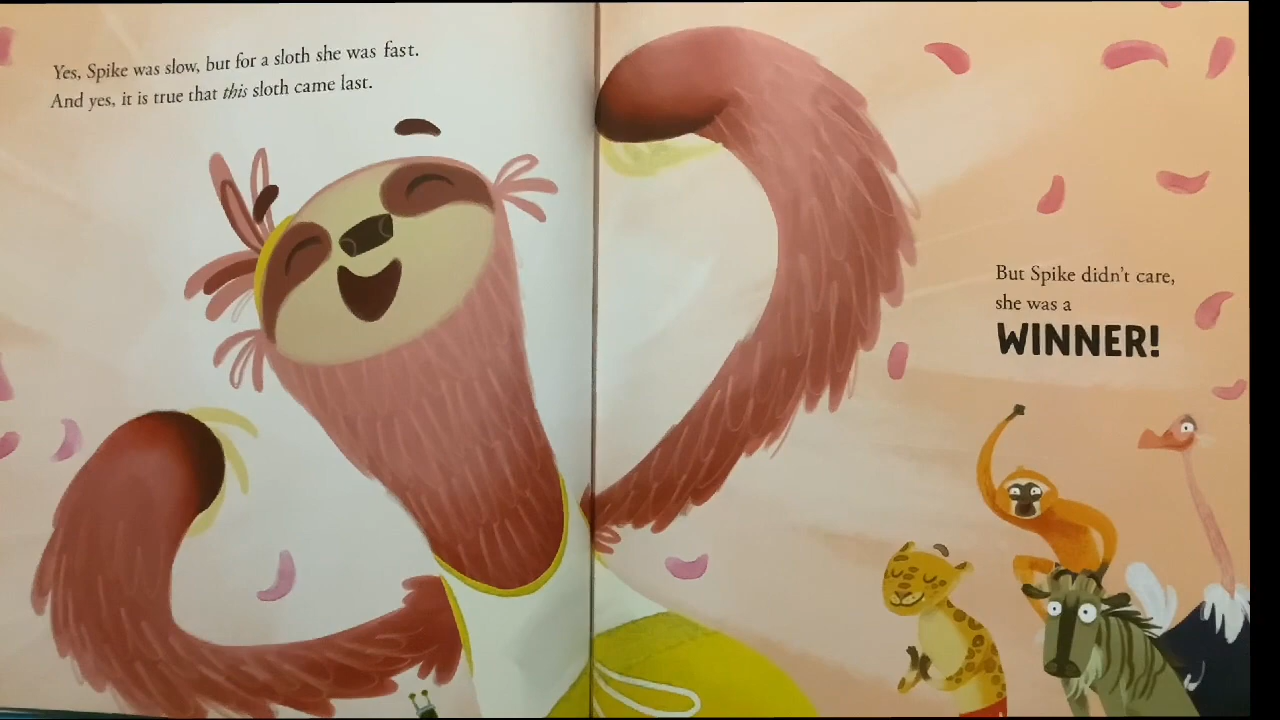 Yes, Spike was slow, but for a sloth she was fast.
And yes, it is true that this sloth came last.
But Spike didn't care,
she was a
WINNER!